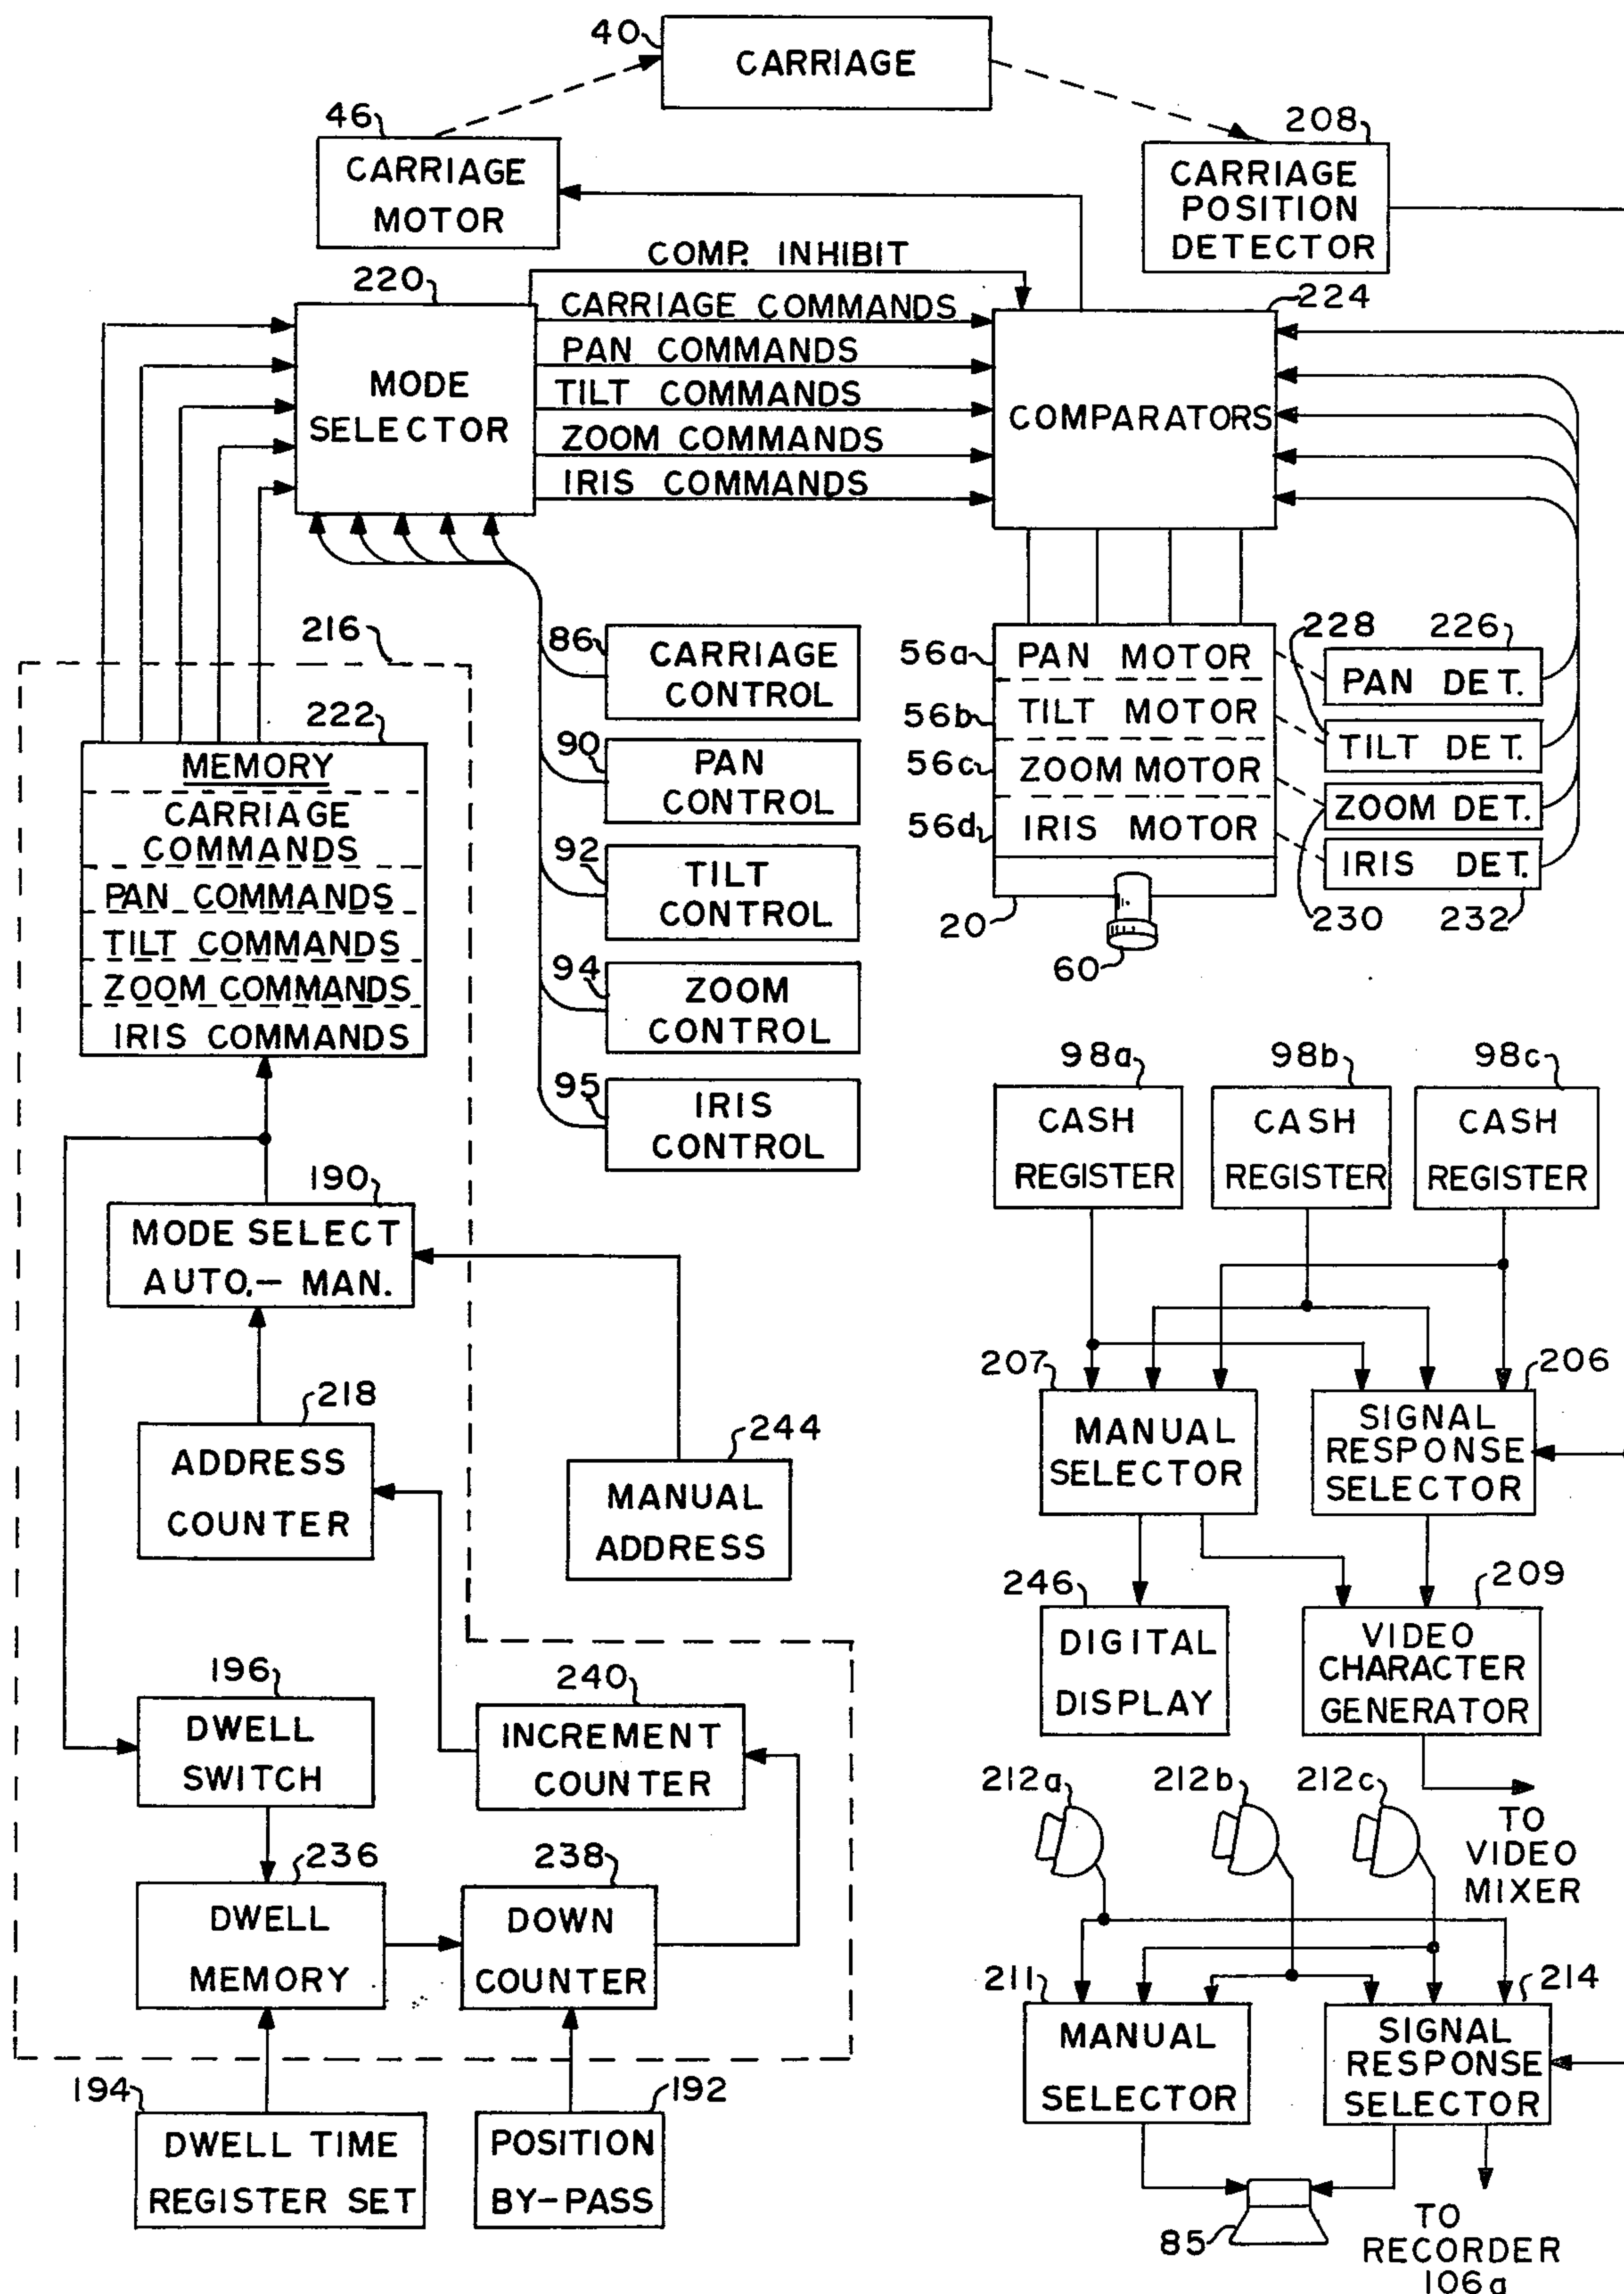 40
CARRIAGE
46
CARRIAGE
MOTOR
208
CARRIAGE
POSITION
DETECTOR
COMP. INHIBIT
220
MODE
SELECTOR
CARRIAGE COMMANDS
PAN COMMANDS
TILT COMMANDS
ZOOM COMMANDS
IRIS COMMANDS
224
COMPARATORS
216
222
MEMORY
CARRIAGE
COMMANDS
PAN COMMANDS
TILT COMMANDS
ZOOM COMMANDS
IRIS COMMANDS
86
CARRIAGE
CONTROL
90
PAN
CONTROL
92
TILT
CONTROL
94
ZOOM
CONTROL
95
IRIS
CONTROL
56a
PAN MOTOR
56b
TILT MOTOR
56c
ZOOM MOTOR
56d
IRIS MOTOR
228
226
PAN DET.
TILT DET.
ZOOM DET.
IRIS DET.
230
232
20
60
190
MODE SELECT
AUTO.- MAN.
218
ADDRESS
COUNTER
244
MANUAL
ADDRESS
196
DWELL
SWITCH
240
INCREMENT
COUNTER
236
DWELL
MEMORY
238
DOWN
COUNTER
194
DWELL TIME
REGISTER SET
192
POSITION
BY-PASS
98a
CASH
REGISTER
98b
CASH
REGISTER
98c
CASH
REGISTER
207
MANUAL
SELECTOR
206
SIGNAL
RESPONSE
SELECTOR
246
DIGITAL
DISPLAY
209
VIDEO
CHARACTER
GENERATOR
TO
VIDEO
MIXER
212a
212b
212c
211
MANUAL
SELECTOR
214
SIGNAL
RESPONSE
SELECTOR
85
TO
RECORDER
106a